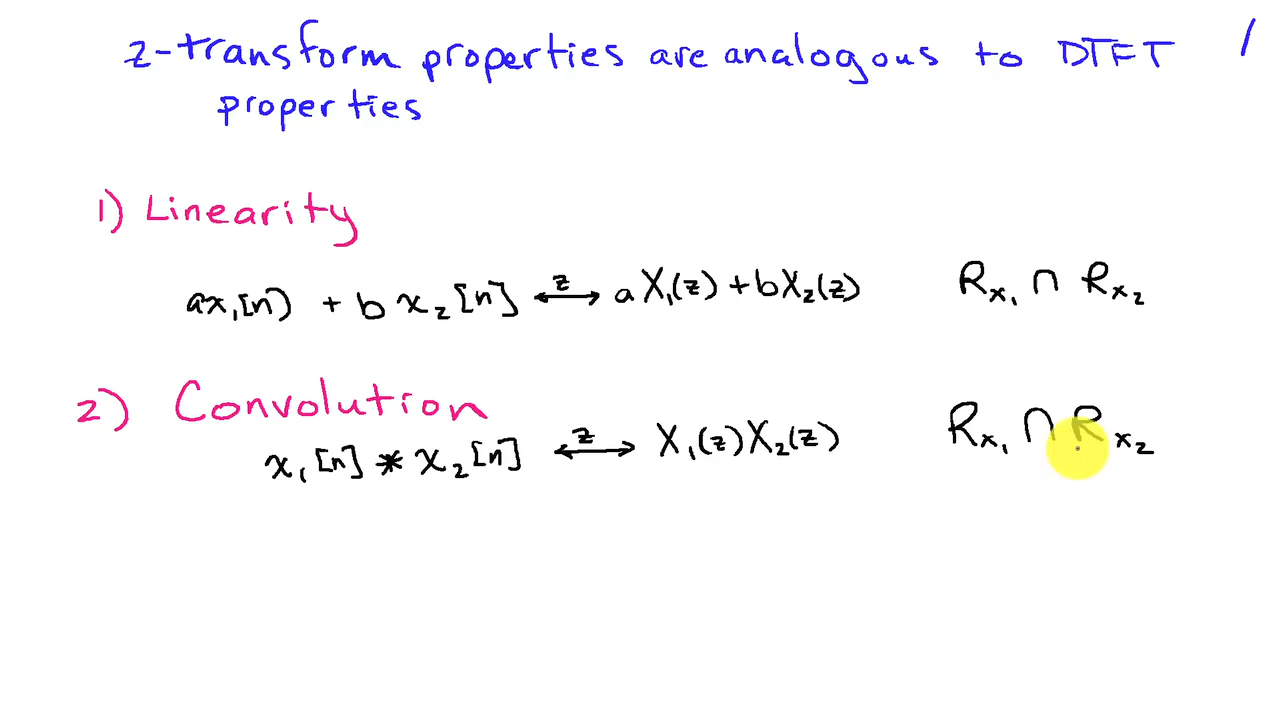 z-transform properties are analogous to DTFT 1
properties
1) Linearity
ax₁[n] + b x₂[n] ⟷ᶻ aX₁(z) + bX₂(z) Rₓ₁ ∩ Rₓ₂
2) Convolution
x₁[n] * x₂[n] ⟷ᶻ X₁(z)X₂(z) Rₓ₁ ∩ Rₓ₂